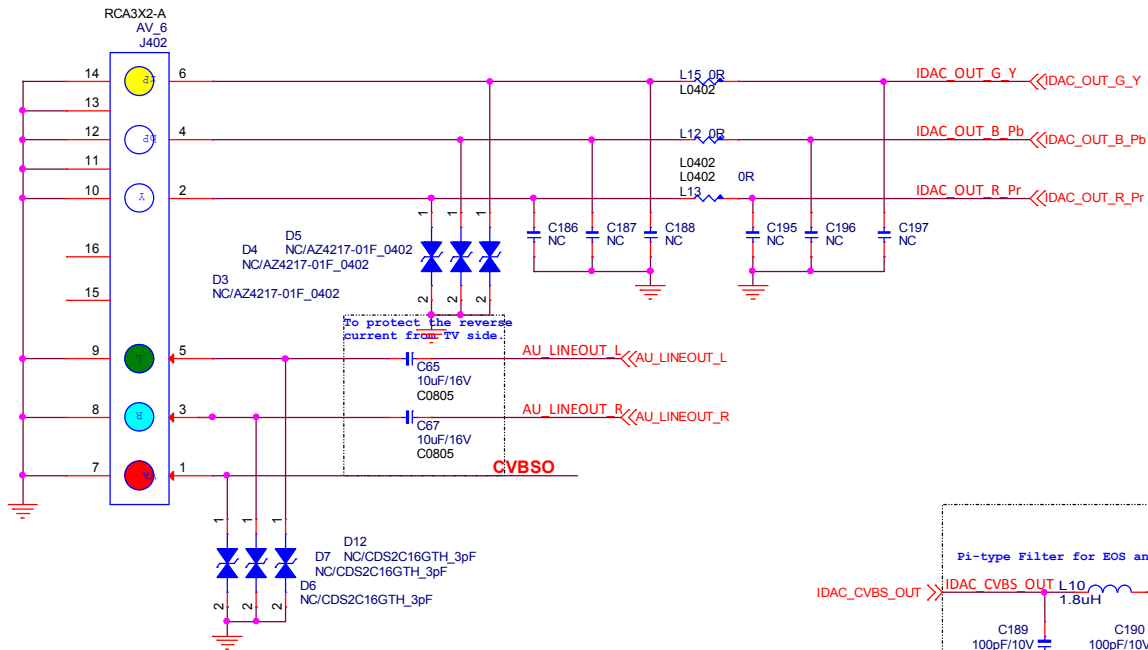 RCA3X2-A
AV_6
J402
14
6
L15 0R
L0402
IDAC_OUT_G_Y
IDAC_OUT_G_Y
13
12
4
L12 0R
L0402
IDAC_OUT_B_Pb
IDAC_OUT_B_Pb
11
10
Y
2
L0402
L13
0R
IDAC_OUT_R_Pr
IDAC_OUT_R_Pr
1
1
1
C186
NC
C187
NC
C188
NC
C195
NC
C196
NC
C197
NC
D5
NC/AZ4217-01F_0402
D4
NC/AZ4217-01F_0402
D3
NC/AZ4217-01F_0402
2
2
2
16
15
To protect the reverse
current from TV side.
9
L
5
C65
10uF/16V
C0805
AU_LINEOUT_L
AU_LINEOUT_L
8
R
3
C67
10uF/16V
C0805
AU_LINEOUT_R
AU_LINEOUT_R
7
1
CVBSO
1
1
1
D12
NC/CDS2C16GTH_3pF
D7
NC/CDS2C16GTH_3pF
D6
NC/CDS2C16GTH_3pF
2
2
2
Pi-type Filter for EOS an
IDAC_CVBS_OUT
IDAC_CVBS_OUT
L10
1.8uH
C189
100pF/10V
C190
100pF/10V